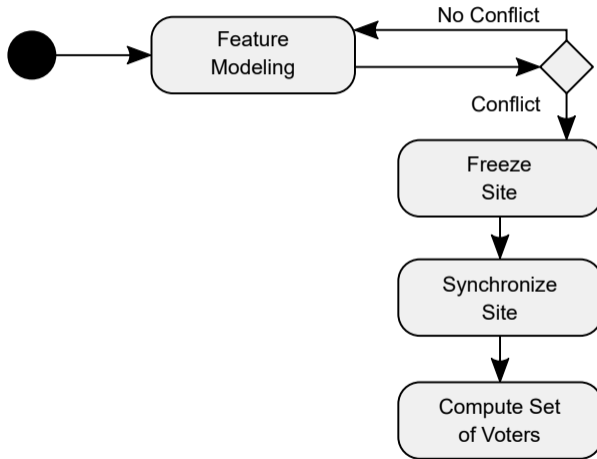 No Conflict
Feature
Modeling
Conflict
Freeze
Site
Synchronize
Site
Compute Set
of Voters